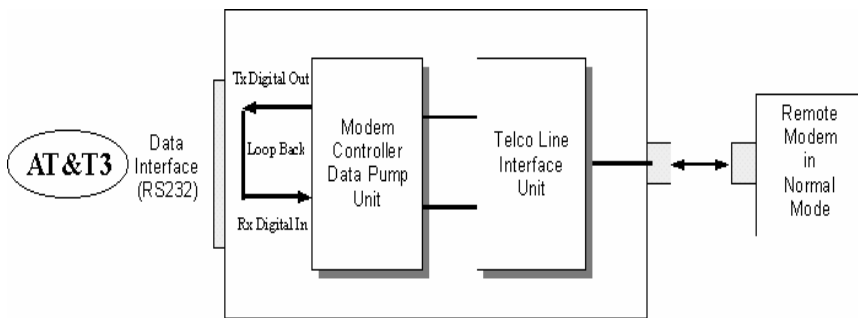 AT&T3
Data
Interface
(RS232)
Tx Digital Out
Loop Back
Rx Digital In
Modem
Controller
Data Pump
Unit
Telco Line
Interface
Unit
Remote
Modem
in
Normal
Mode